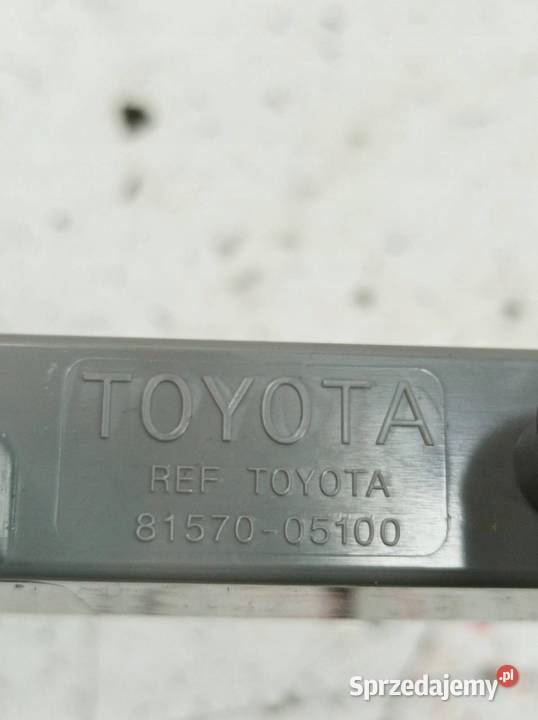 TOYOTA
REF TOYOTA
81570-05100
Sprzedajemy.pl